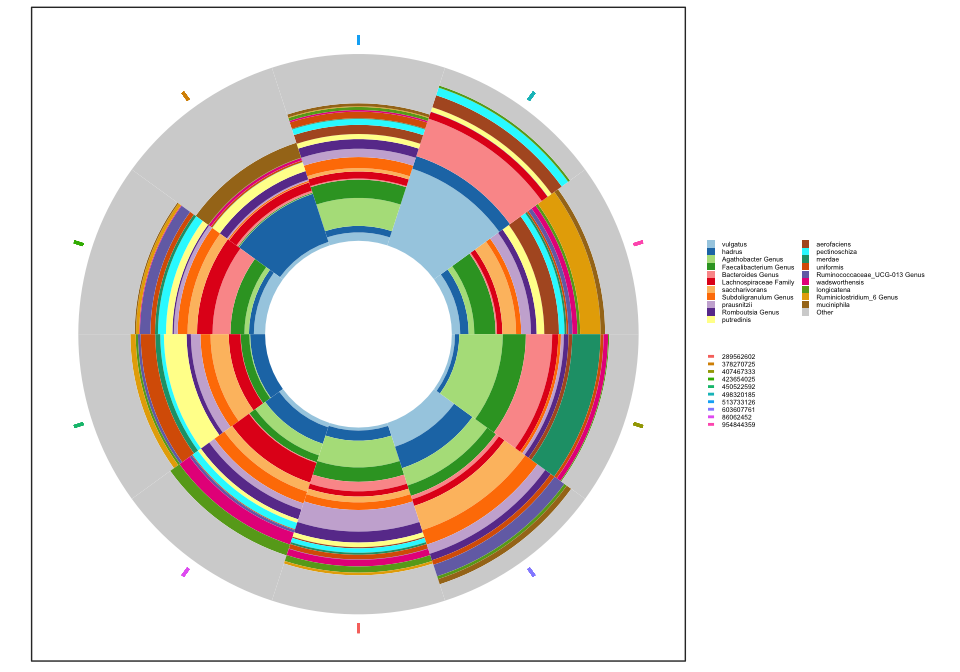 vulgatus
hadrus
Agathobacter Genus
Faecalibacterium Genus
Bacteroides Genus
Lachnospiraceae Family
saccharivorans
Subdoligranulum Genus
prausnitzii
Romboutsia Genus
putredinis
aerofaciens
pectinoschiza
merdae
uniformis
Ruminococcaceae_UCG-013 Genus
wadsworthensis
longicatena
Ruminiclostridium_6 Genus
muciniphila
Other
289562602
378270725
407467333
423654025
450522592
498320185
513733126
603607761
86062452
954844359